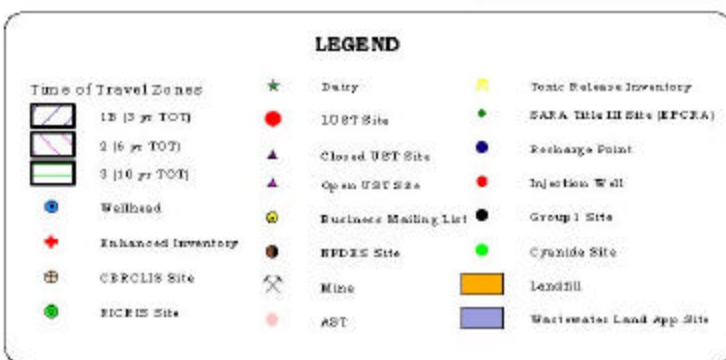 LEGEND
Time of Travel Zones
1B (3 yr TOT)
2 (6 yr TOT)
3 (10 yr TOT)
Wellhead
Enhanced Inventory
CERCLIS Site
RICRIS Site
Dairy
LUST Site
Closed UST Site
Open UST Site
Business Mailing List
NPDES Site
Mine
AST
Toxic Release Inventory
SARA Title III Site (EPCRA)
Recharge Point
Injection Well
Group 1 Site
Cyanide Site
Landfill
Wastewater Land App. Site